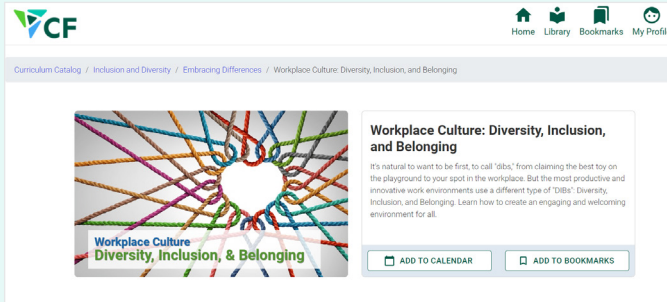 CF
Home Library Bookmarks My Profil
Curriculum Catalog / Inclusion and Diversity / Embracing Differences / Workplace Culture: Diversity, Inclusion, and Belonging
Workplace Culture
Diversity, Inclusion, & Belonging
Workplace Culture: Diversity, Inclusion,
and Belonging
It's natural to want to be first, to call "dibs," from claiming the best toy on
the playground to your spot in the workplace. But the most productive and
innovative work environments use a different type of "DIBs": Diversity,
Inclusion, and Belonging. Learn how to create an engaging and welcoming
environment for all.
ADD TO CALENDAR
ADD TO BOOKMARKS